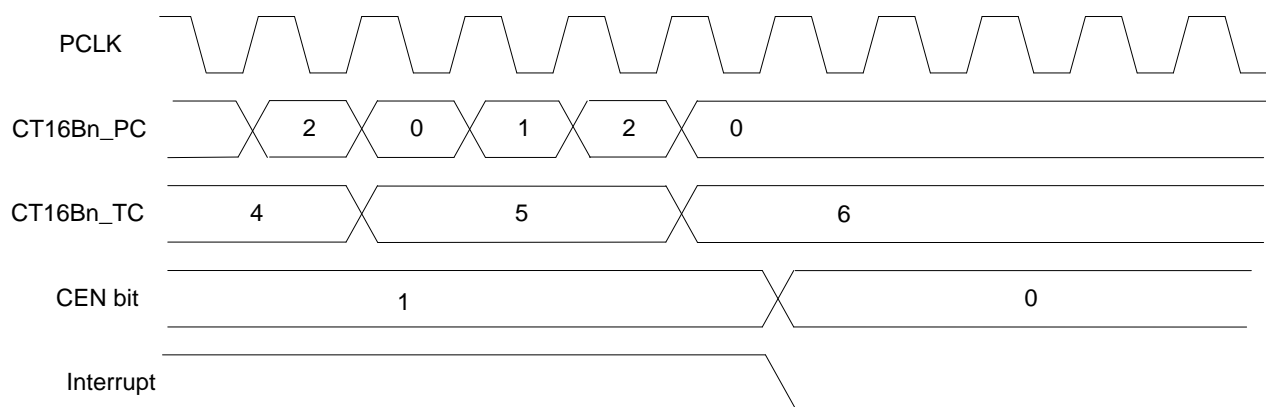 PCLK
CT16Bn_PC 2 0 1 2 0
CT16Bn_TC 4 5 6
CEN bit 1 0
Interrupt